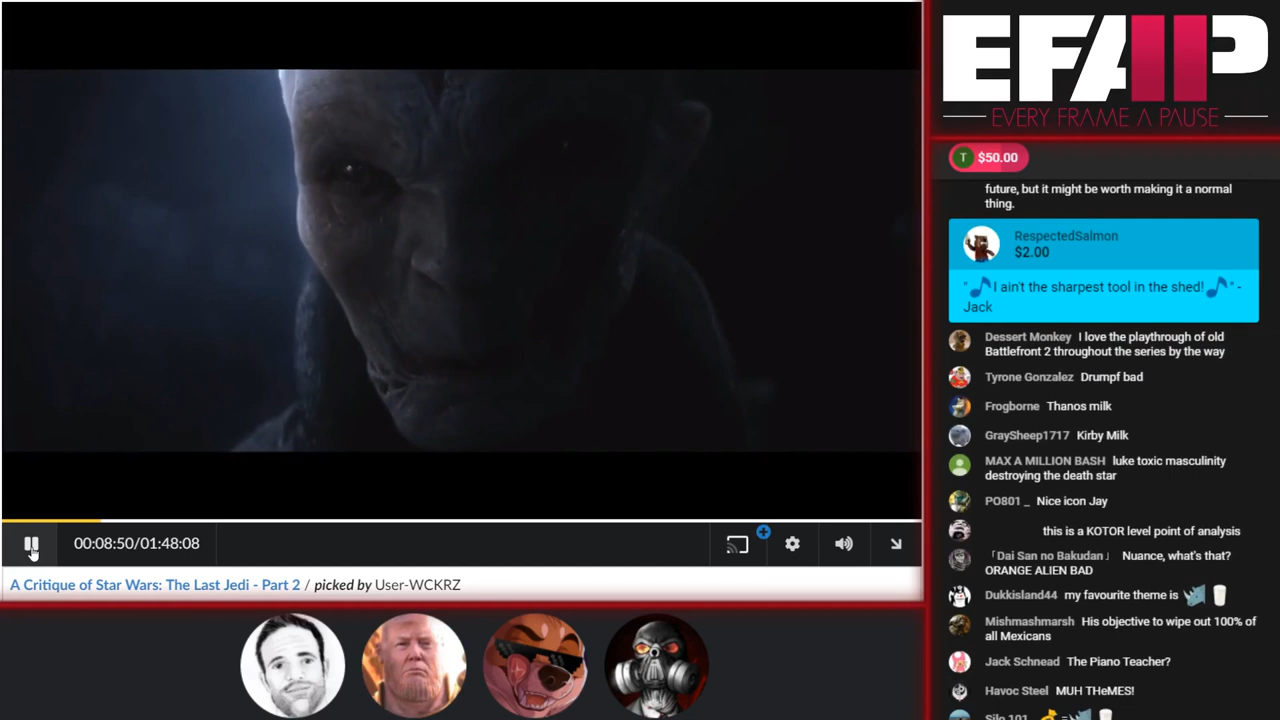 EFAP
EVERY FRAME A PAUSE
T $50.00
future, but it might be worth making it a normal
thing.
RespectedSalmon
$2.00
"🎵I ain't the sharpest tool in the shed!🎵" -
Jack
Dessert Monkey I love the playthrough of old
Battlefront 2 throughout the series by the way
Tyrone Gonzalez Drumpf bad
Frogborne Thanos milk
GraySheep1717 Kirby Milk
MAX A MILLION BASH luke toxic masculinity
destroying the death star
PO801 _ Nice icon Jay
this is a KOTOR level point of analysis
「Dai San no Bakudan」 Nuance, what's that?
ORANGE ALIEN BAD
Dukkisland44 my favourite theme is
Mishmashmarsh His objective to wipe out 100% of
all Mexicans
Jack Schnead The Piano Teacher?
Havoc Steel MUH THeMES!
Silo 101
00:08:50/01:48:08
A Critique of Star Wars: The Last Jedi - Part 2 / picked by User-WCKRZ